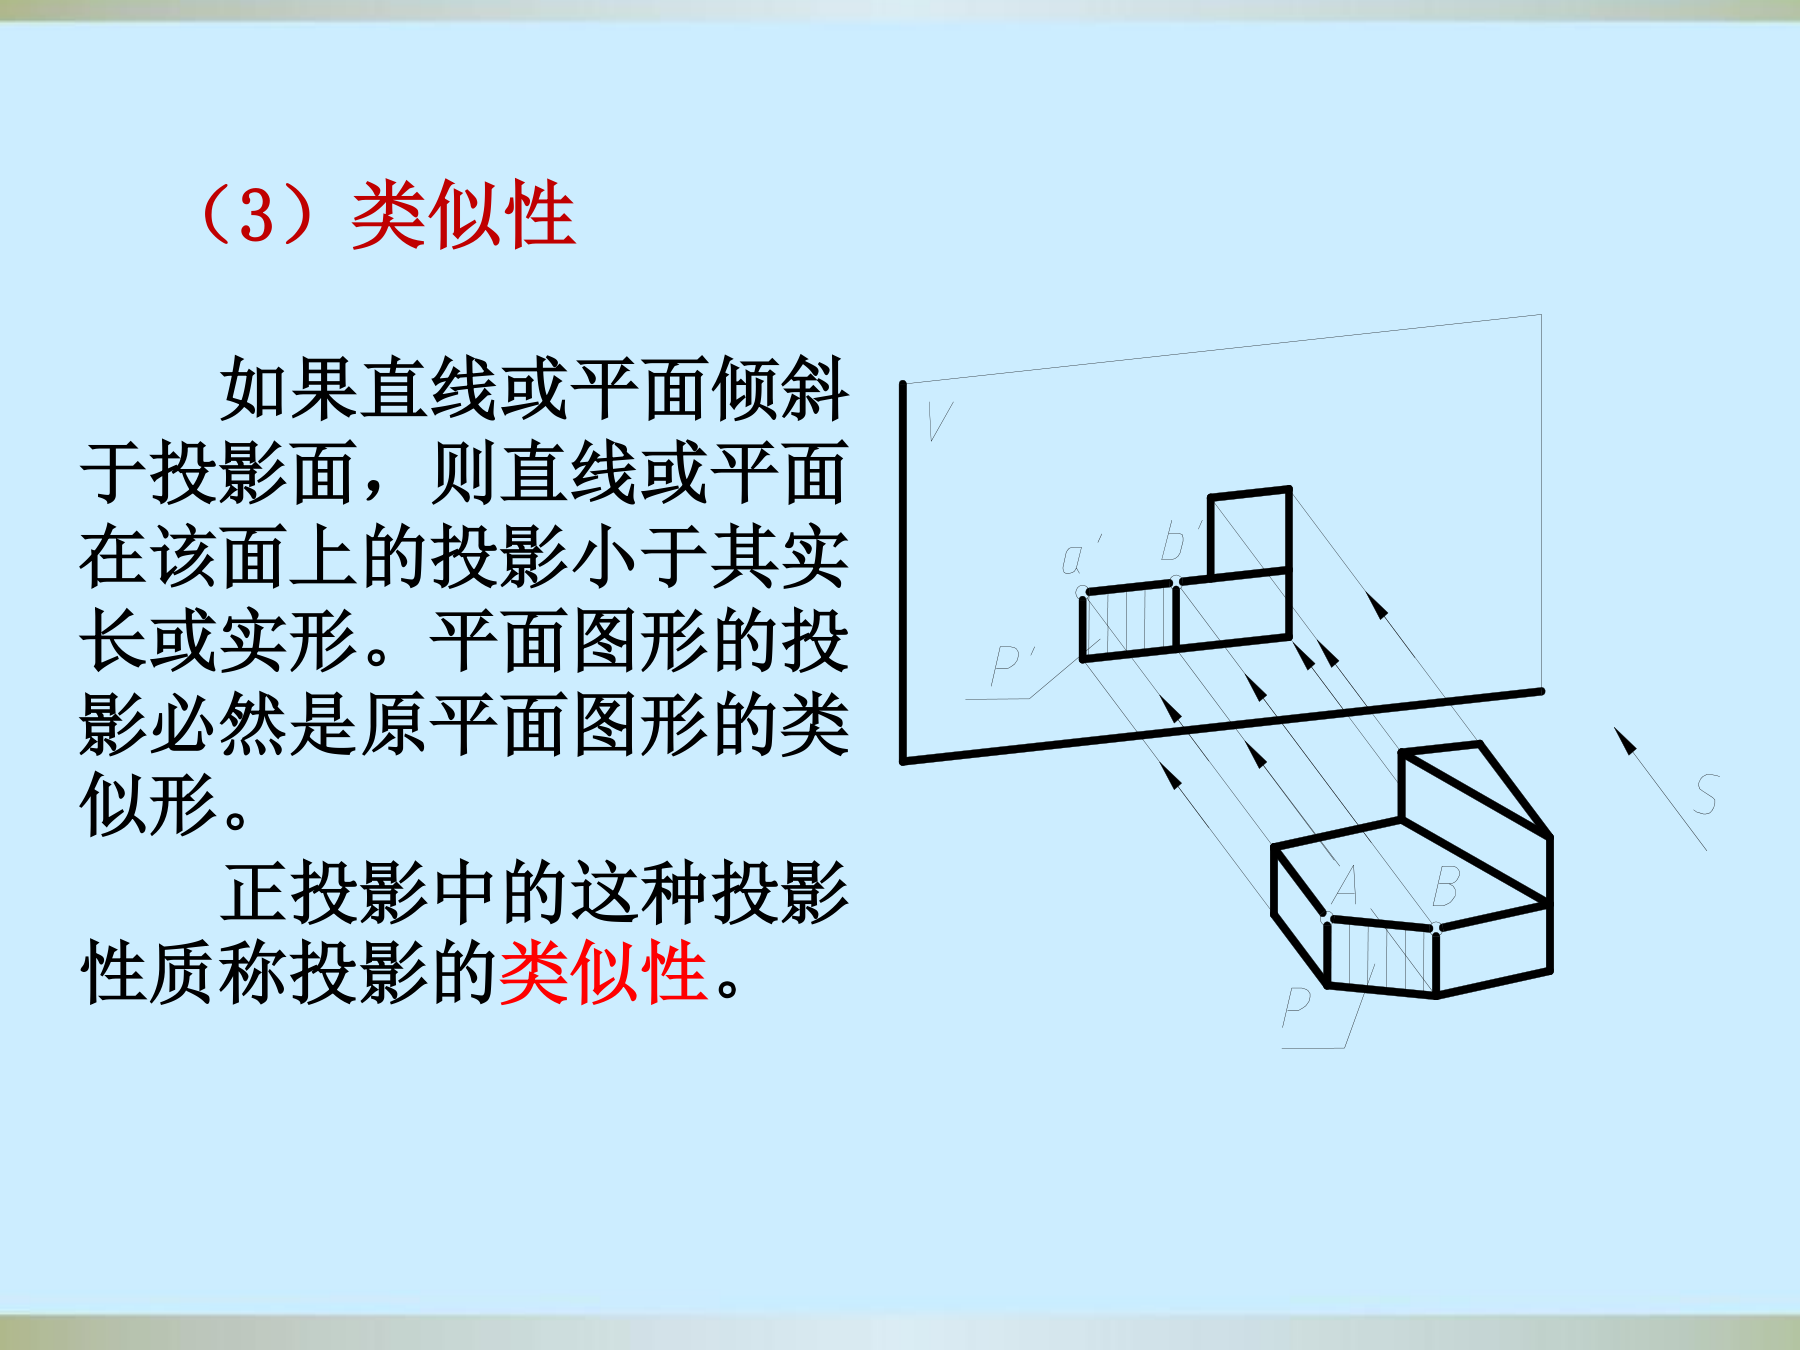 （3）类似性
如果直线或平面倾斜
于投影面，则直线或平面
在该面上的投影小于其实
长或实形。平面图形的投
影必然是原平面图形的类
似形。
正投影中的这种投影
性质称投影的类似性。
V
a′ b′
P′
S
A B
P